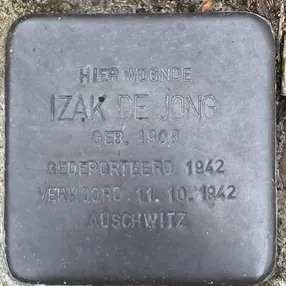 HIER WOONDE
IZAK DE JONG
GEB. 1903
GEDEPORTEERD 1942
VERMOORD 11.10.1942
AUSCHWITZ